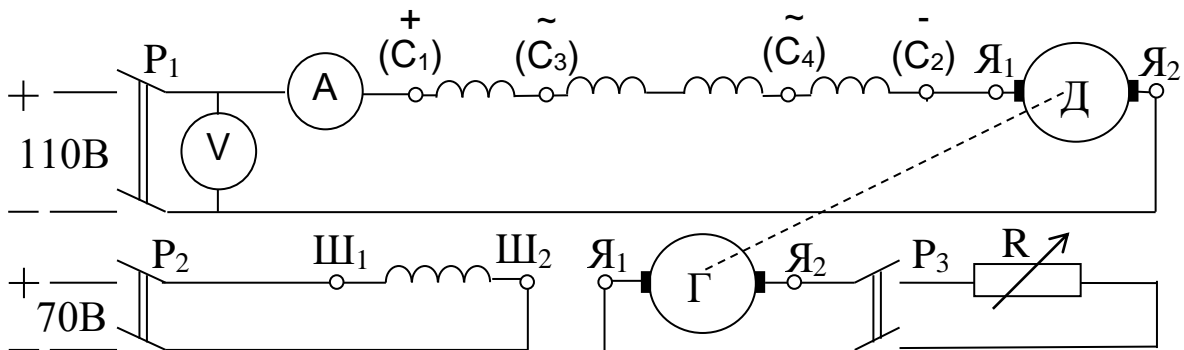 + ~ ~ -
P₁ (C₁) (C₃) (C₄) (C₂) Я₁ Я₂
+ A Д
110В V
—
P₂ Ш₁ Ш₂ Я₁ Я₂ P₃ R
+ Г
70В
—